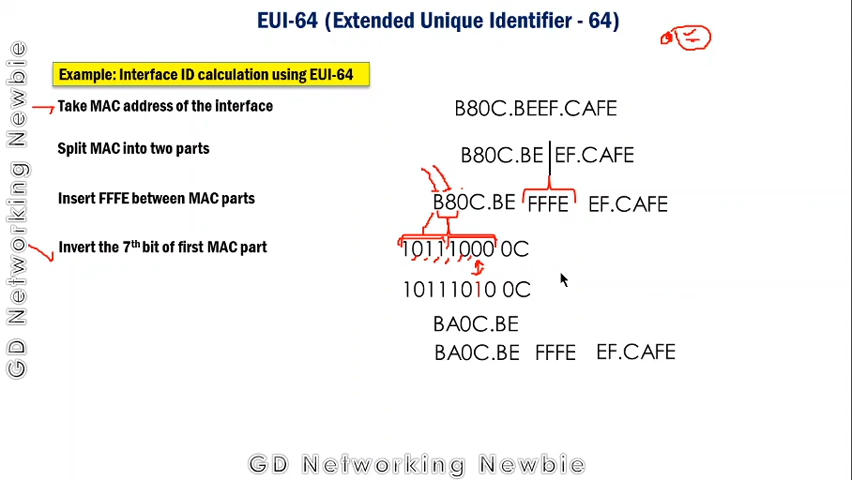 EUI-64 (Extended Unique Identifier - 64)
Example: Interface ID calculation using EUI-64
Take MAC address of the interface
B80C.BEEF.CAFE
Split MAC into two parts
B80C.BE EF.CAFE
Insert FFFE between MAC parts
B80C.BE FFFE EF.CAFE
Invert the 7th bit of first MAC part
10111000 0C
10111010 0C
BA0C.BE
BA0C.BE FFFE EF.CAFE
GD Networking Newbie
GD Networking Newbie